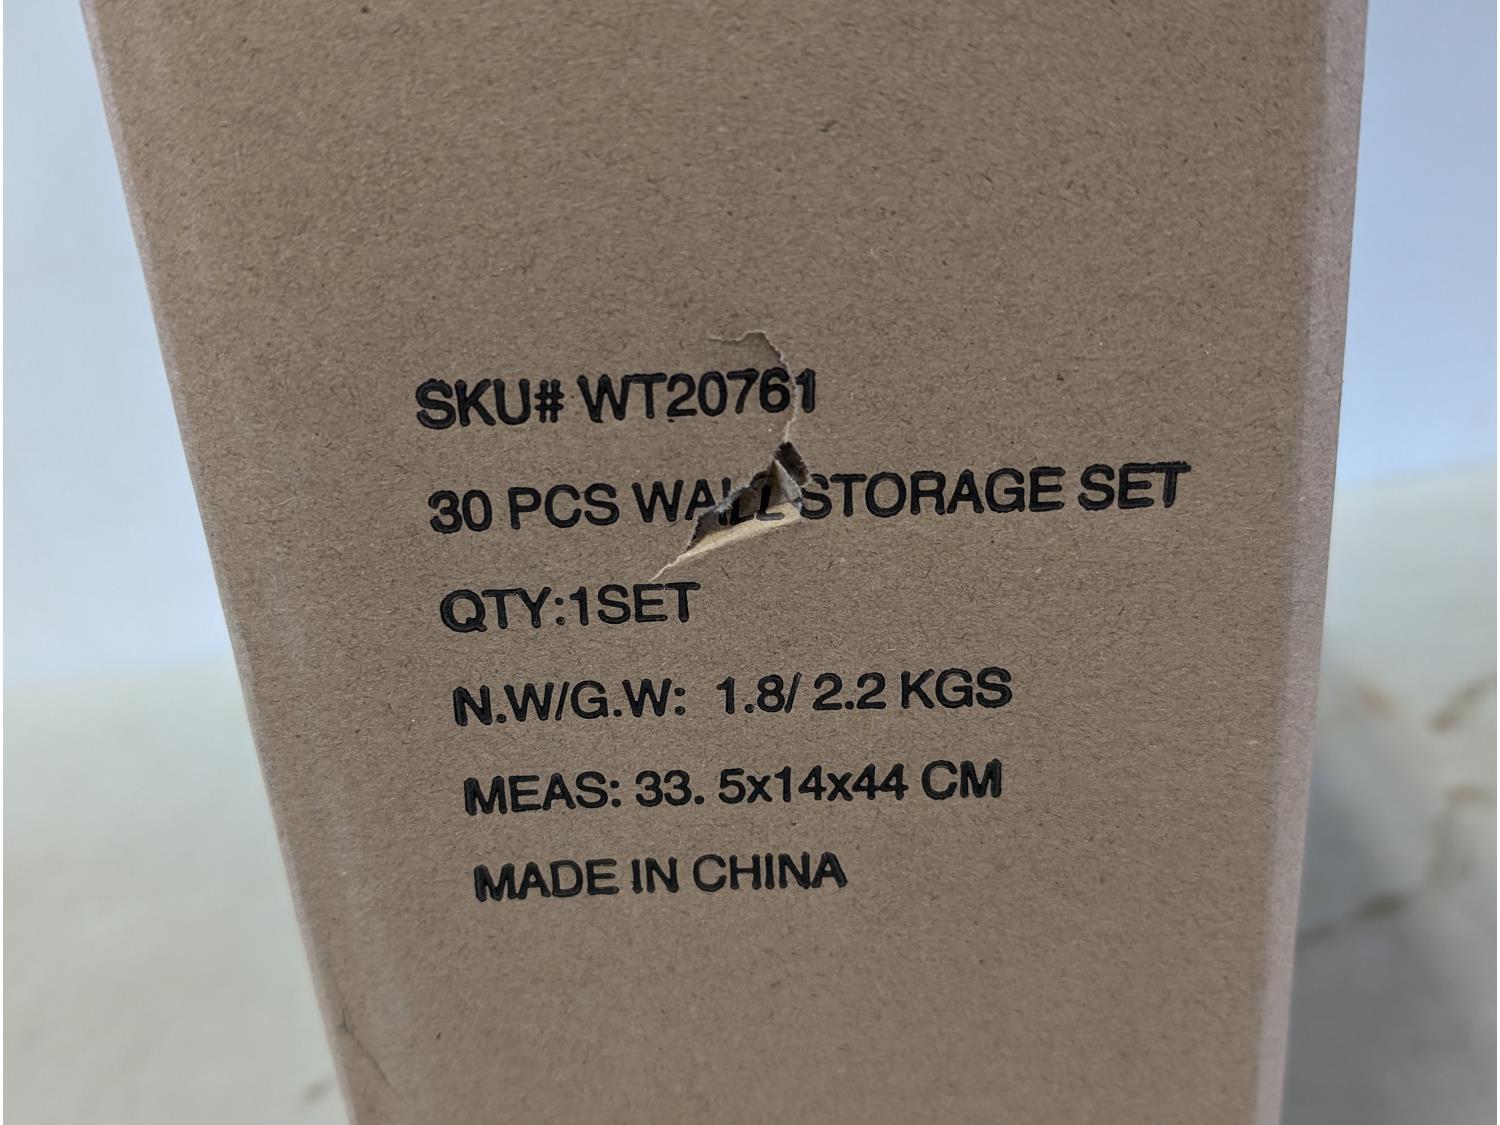 SKU# WT20761
30 PCS WALL STORAGE SET
QTY:1SET
N.W/G.W: 1.8/ 2.2 KGS
MEAS: 33. 5x14x44 CM
MADE IN CHINA